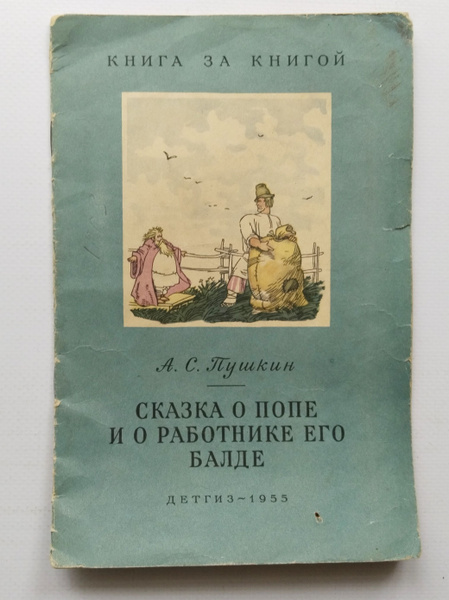 КНИГА ЗА КНИГОЙ
А. С. Пушкин
СКАЗКА О ПОПЕ
И О РАБОТНИКЕ ЕГО
БАЛДЕ
ДЕТГИЗ ~ 1955